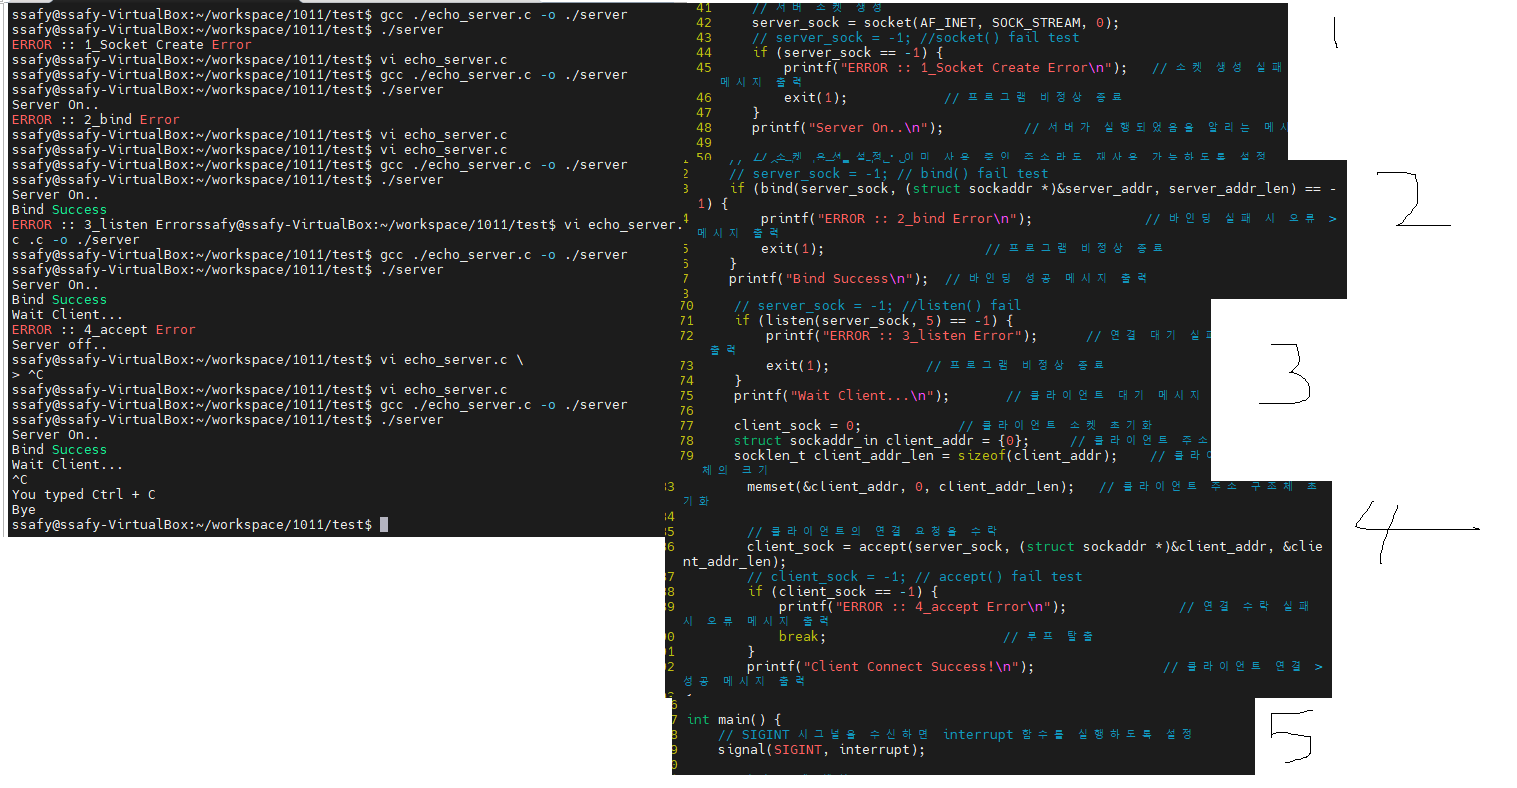 ssafy@ssafy-VirtualBox:~/workspace/1011/test$ gcc ./echo_server.c -o ./server
ssafy@ssafy-VirtualBox:~/workspace/1011/test$ ./server
ERROR :: 1_Socket Create Error
ssafy@ssafy-VirtualBox:~/workspace/1011/test$ vi echo_server.c
ssafy@ssafy-VirtualBox:~/workspace/1011/test$ gcc ./echo_server.c -o ./server
ssafy@ssafy-VirtualBox:~/workspace/1011/test$ ./server
Server On..
ERROR :: 2_bind Error
ssafy@ssafy-VirtualBox:~/workspace/1011/test$ vi echo_server.c
ssafy@ssafy-VirtualBox:~/workspace/1011/test$ vi echo_server.c
ssafy@ssafy-VirtualBox:~/workspace/1011/test$ gcc ./echo_server.c -o ./server
ssafy@ssafy-VirtualBox:~/workspace/1011/test$ ./server
Server On..
Bind Success
ERROR :: 3_listen Errorssafy@ssafy-VirtualBox:~/workspace/1011/test$ vi echo_server.
c .c -o ./server
ssafy@ssafy-VirtualBox:~/workspace/1011/test$ gcc ./echo_server.c -o ./server
ssafy@ssafy-VirtualBox:~/workspace/1011/test$ ./server
Server On..
Bind Success
Wait Client...
ERROR :: 4_accept Error
Server off..
ssafy@ssafy-VirtualBox:~/workspace/1011/test$ vi echo_server.c \
> ^C
ssafy@ssafy-VirtualBox:~/workspace/1011/test$ vi echo_server.c
ssafy@ssafy-VirtualBox:~/workspace/1011/test$ gcc ./echo_server.c -o ./server
ssafy@ssafy-VirtualBox:~/workspace/1011/test$ ./server
Server On..
Bind Success
Wait Client...
^C
You typed Ctrl + C
Bye
ssafy@ssafy-VirtualBox:~/workspace/1011/test$
41 // 서버 소켓 생성
42 server_sock = socket(AF_INET, SOCK_STREAM, 0);
43 // server_sock = -1; //socket() fail test
44 if (server_sock == -1) {
45 printf("ERROR :: 1_Socket Create Error\n"); // 소켓 생성 실패
메시지 출력
46 exit(1); // 프로그램 비정상 종료
47 }
48 printf("Server On..\n"); // 서버가 실행되었음을 알리는 메시
49
50 // 소켓 옵션 설정: 이미 사용 중인 주소라도 재사용 가능하도록 설정
1
2 // server_sock = -1; // bind() fail test
3 if (bind(server_sock, (struct sockaddr *)&server_addr, server_addr_len) == -
1) {
4 printf("ERROR :: 2_bind Error\n"); // 바인딩 실패 시 오류 >
메시지 출력
5 exit(1); // 프로그램 비정상 종료
6 }
7 printf("Bind Success\n"); // 바인딩 성공 메시지 출력
3
2
70 // server_sock = -1; //listen() fail
71 if (listen(server_sock, 5) == -1) {
72 printf("ERROR :: 3_listen Error"); // 연결 대기 실패
출력
73 exit(1); // 프로그램 비정상 종료
74 }
75 printf("Wait Client...\n"); // 클라이언트 대기 메시지
76
77 client_sock = 0; // 클라이언트 소켓 초기화
78 struct sockaddr_in client_addr = {0}; // 클라이언트 주소
79 socklen_t client_addr_len = sizeof(client_addr); // 클라이
체의 크기
3
33 memset(&client_addr, 0, client_addr_len); // 클라이언트 주소 구조체 초
기화
34
35 // 클라이언트의 연결 요청을 수락
36 client_sock = accept(server_sock, (struct sockaddr *)&client_addr, &clie
nt_addr_len);
37 // client_sock = -1; // accept() fail test
38 if (client_sock == -1) {
39 printf("ERROR :: 4_accept Error\n"); // 연결 수락 실패
시 오류 메시지 출력
90 break; // 루프 탈출
91 }
92 printf("Client Connect Success!\n"); // 클라이언트 연결 >
성공 메시지 출력
4
6
7 int main() {
8 // SIGINT 시그널을 수신하면 interrupt 함수를 실행하도록 설정
9 signal(SIGINT, interrupt);
0
5
1